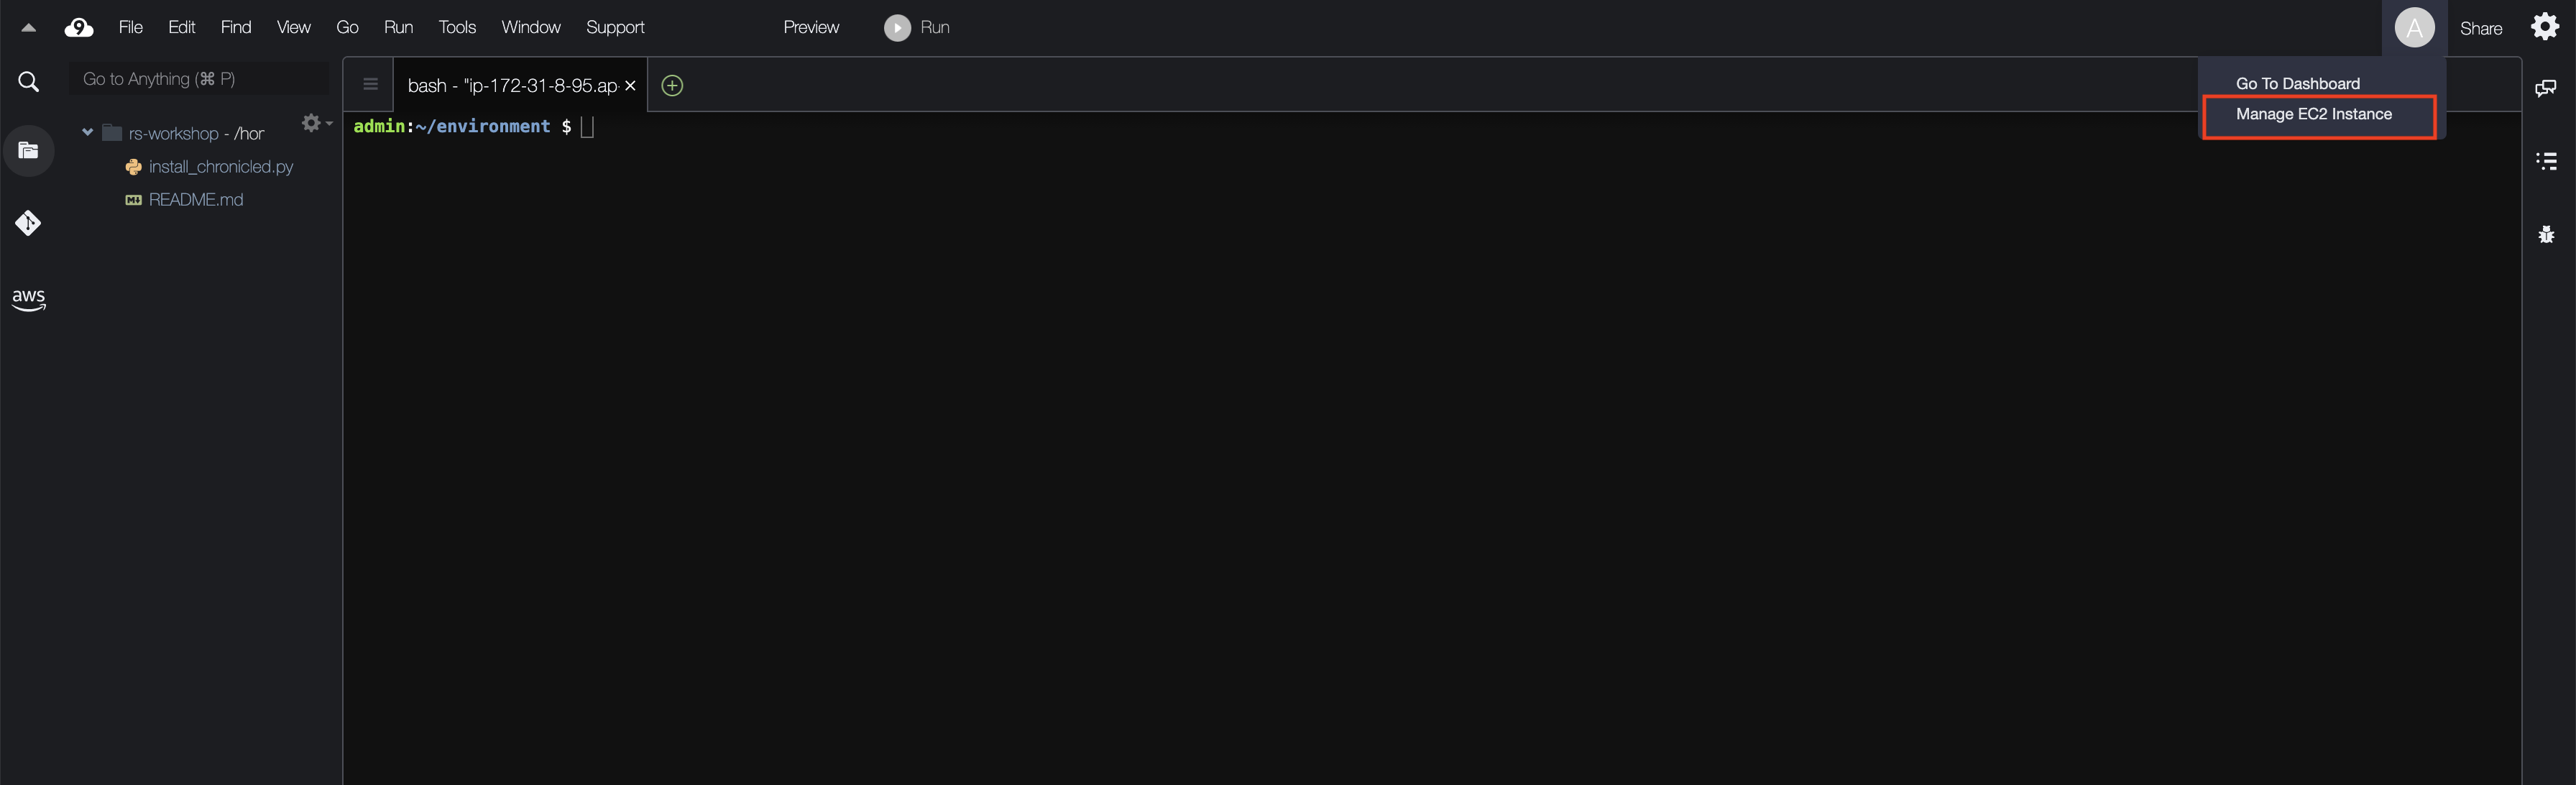 9 File Edit Find View Go Run Tools Window Support Preview Run A Share
Go to Anything (⌘ P)
bash - "ip-172-31-8-95.ap-
Go To Dashboard
Manage EC2 Instance
rs-workshop - /hor
admin:~/environment $
install_chronicled.py
M↓ README.md
aws